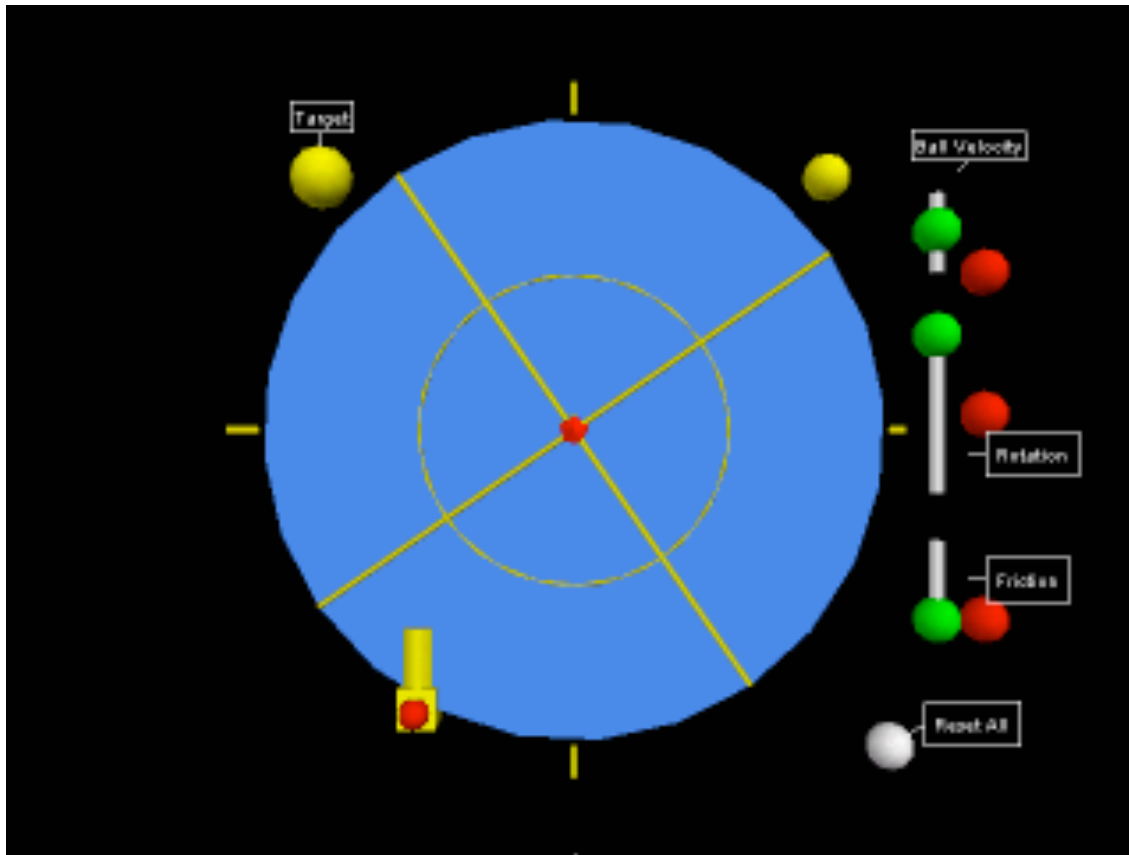 Target
Ball Velocity
Rotation
Friction
Reset All